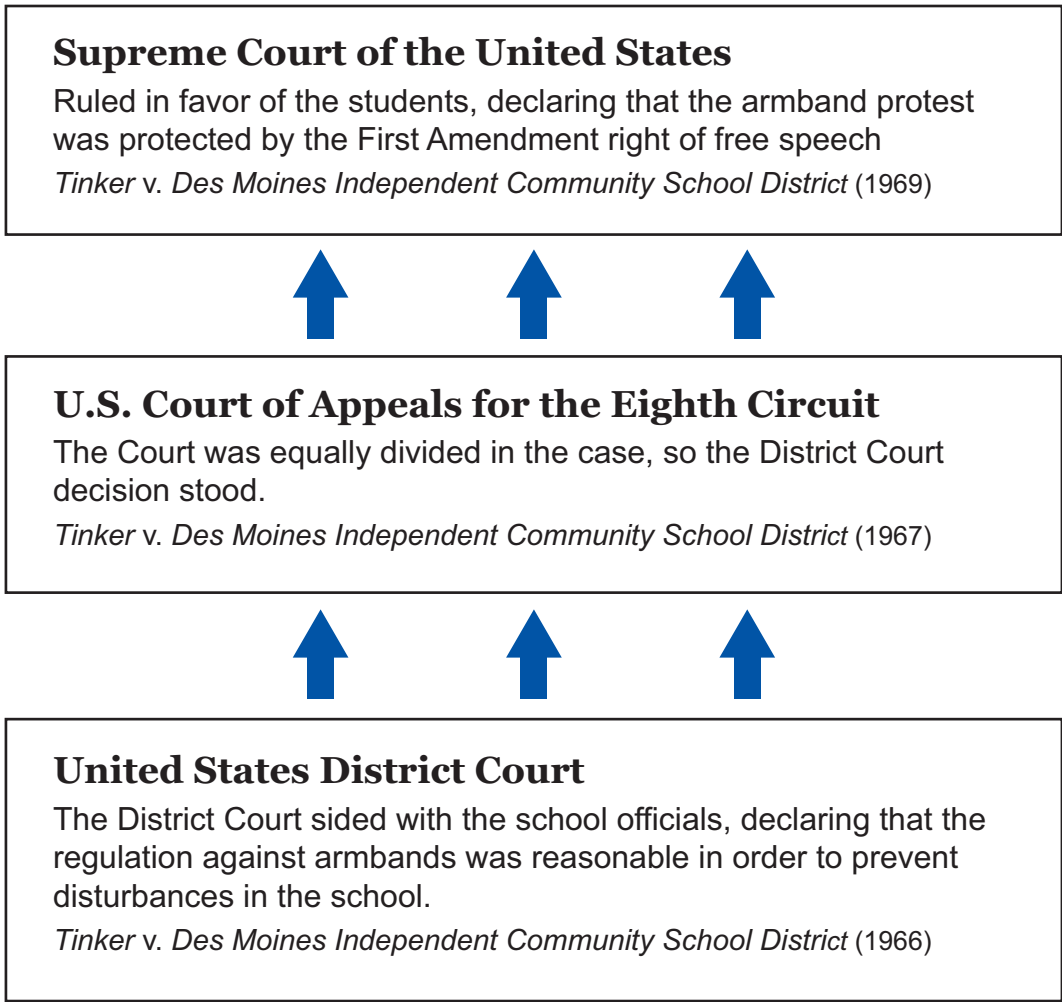 Supreme Court of the United States
Ruled in favor of the students, declaring that the armband protest
was protected by the First Amendment right of free speech
Tinker v. Des Moines Independent Community School District (1969)
U.S. Court of Appeals for the Eighth Circuit
The Court was equally divided in the case, so the District Court
decision stood.
Tinker v. Des Moines Independent Community School District (1967)
United States District Court
The District Court sided with the school officials, declaring that the
regulation against armbands was reasonable in order to prevent
disturbances in the school.
Tinker v. Des Moines Independent Community School District (1966)